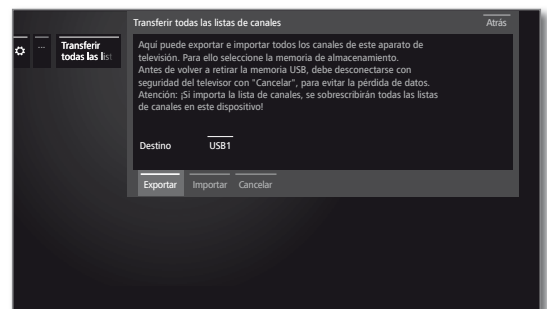 Transferir todas las listas de canales
Atrás
...
Transferir
todas las list
Aquí puede exportar e importar todos los canales de este aparato de
televisión. Para ello seleccione la memoria de almacenamiento.
Antes de volver a retirar la memoria USB, debe desconectarse con
seguridad del televisor con "Cancelar", para evitar la pérdida de datos.
Atención: ¡Si importa la lista de canales, se sobrescribirán todas las listas
de canales en este dispositivo!
Destino USB1
Exportar Importar Cancelar